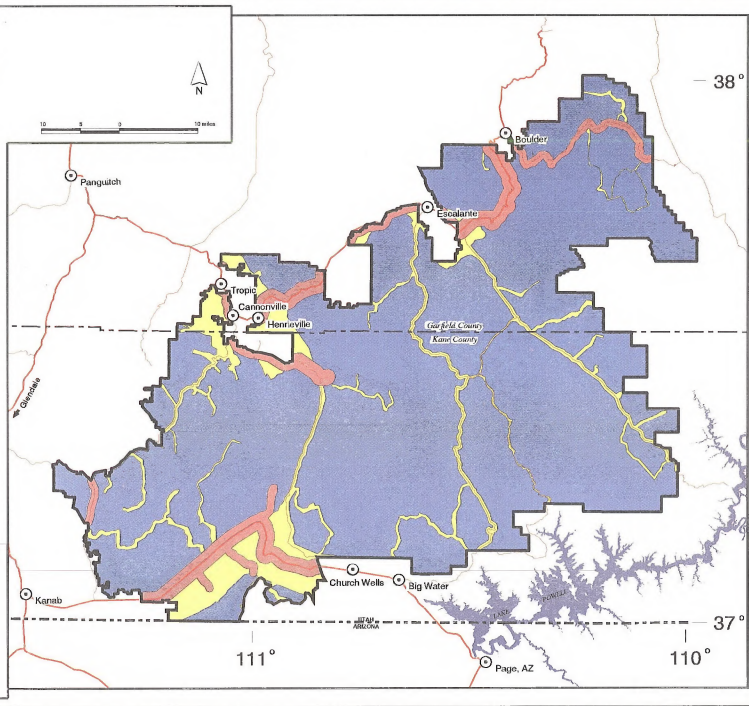 N
10 5 0 10 miles
38°
Boulder
Panguitch
Escalante
Tropic
Cannonville
Henrieville
Garfield County
Kane County
Glendale
Church Wells
Big Water
Kanab
LAKE POWELL
UTAH
ARIZONA
37°
111°
110°
Page, AZ